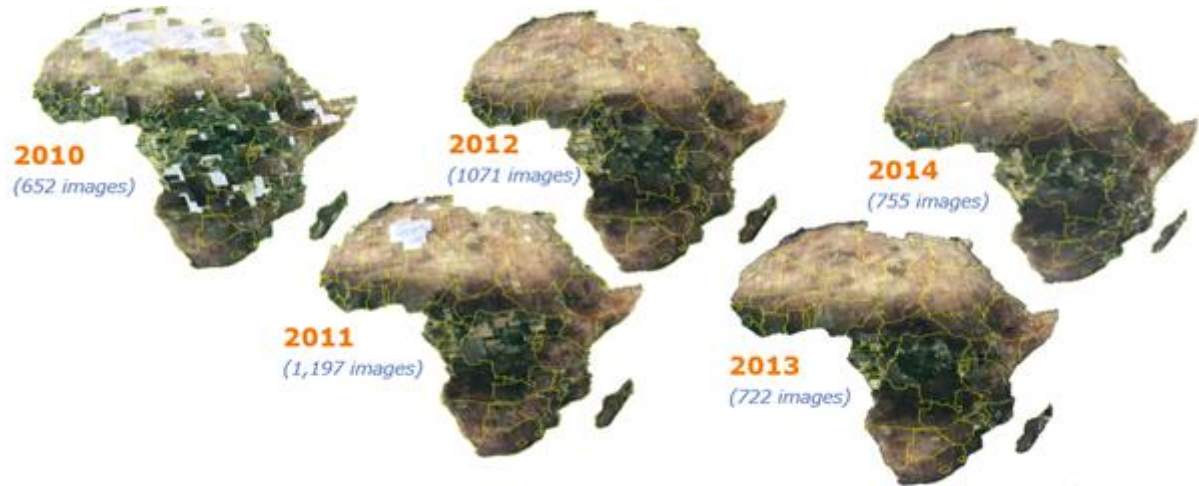 2010
(652 images)
2012
(1071 images)
2014
(755 images)
2011
(1,197 images)
2013
(722 images)